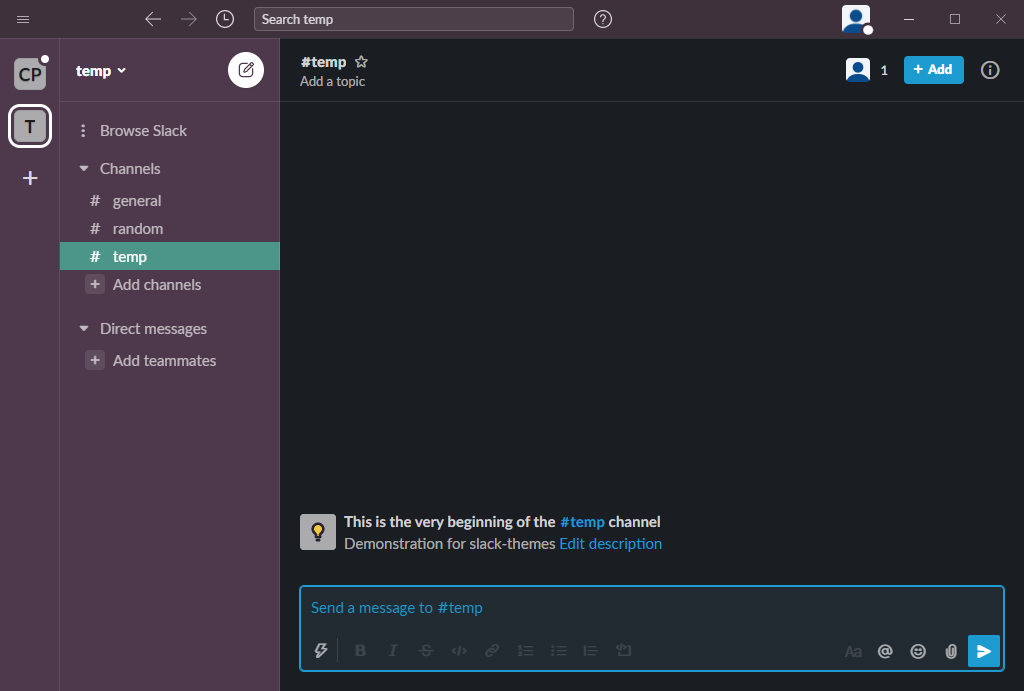 Search temp
CP
T
temp
Browse Slack
Channels
# general
# random
# temp
+ Add channels
Direct messages
+ Add teammates
#temp
Add a topic
1
+ Add
This is the very beginning of the #temp channel
Demonstration for slack-themes Edit description
Send a message to #temp
B I S </> Aa @